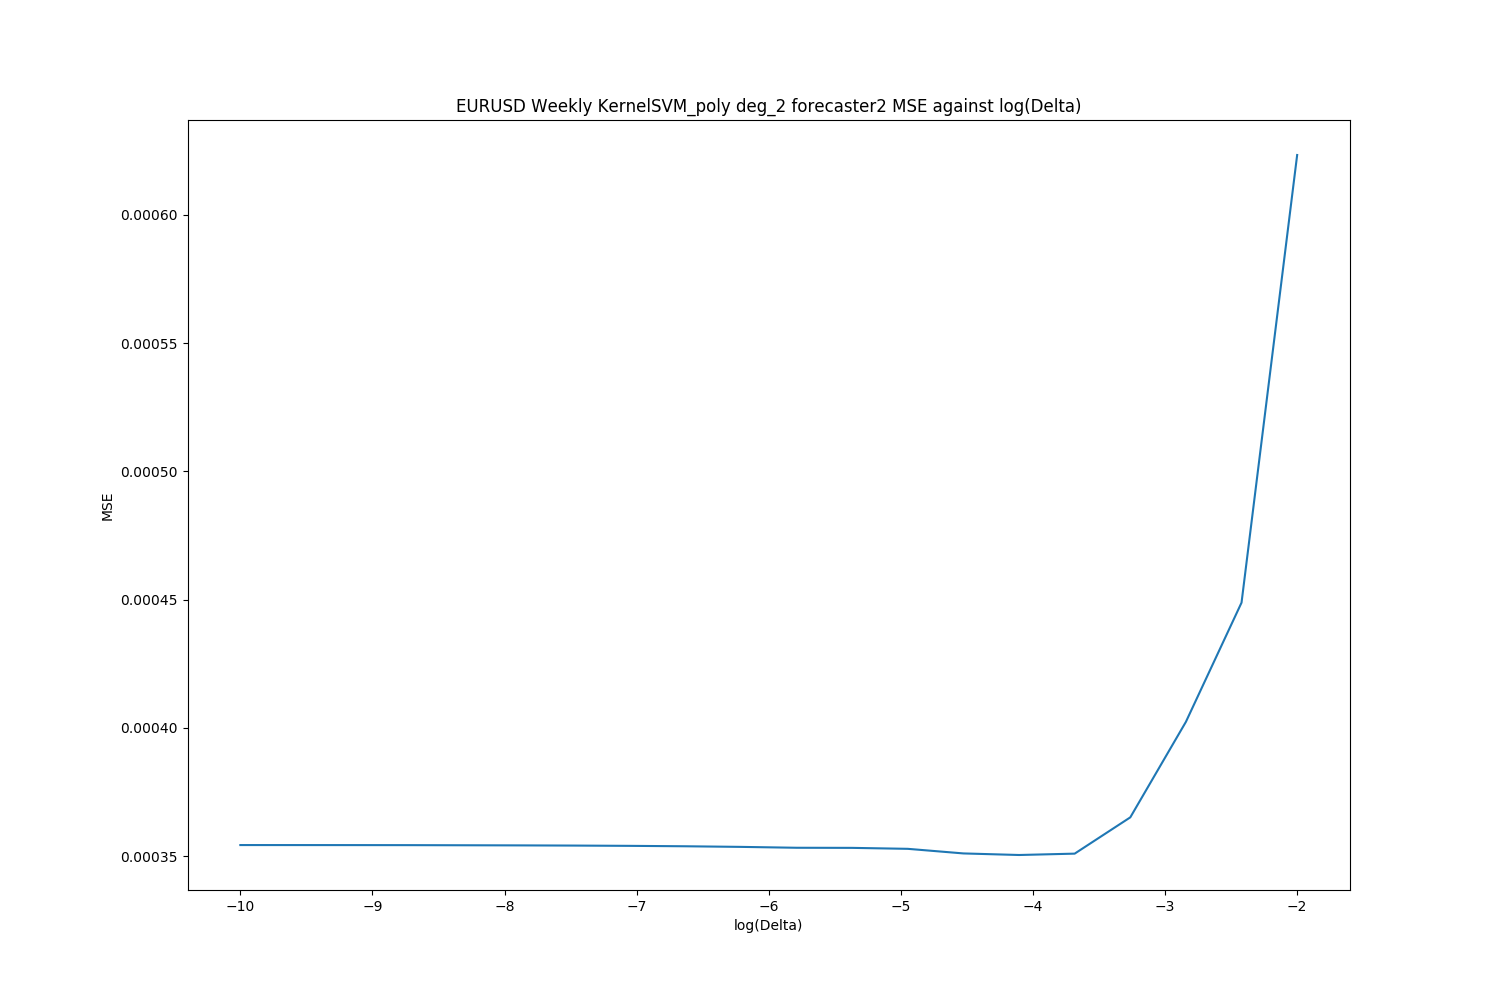 EURUSD Weekly KernelSVM_poly deg_2 forecaster2 MSE against log(Delta)
0.00060
0.00055
0.00050
0.00045
0.00040
0.00035
MSE
−10 −9 −8 −7 −6 −5 −4 −3 −2
log(Delta)